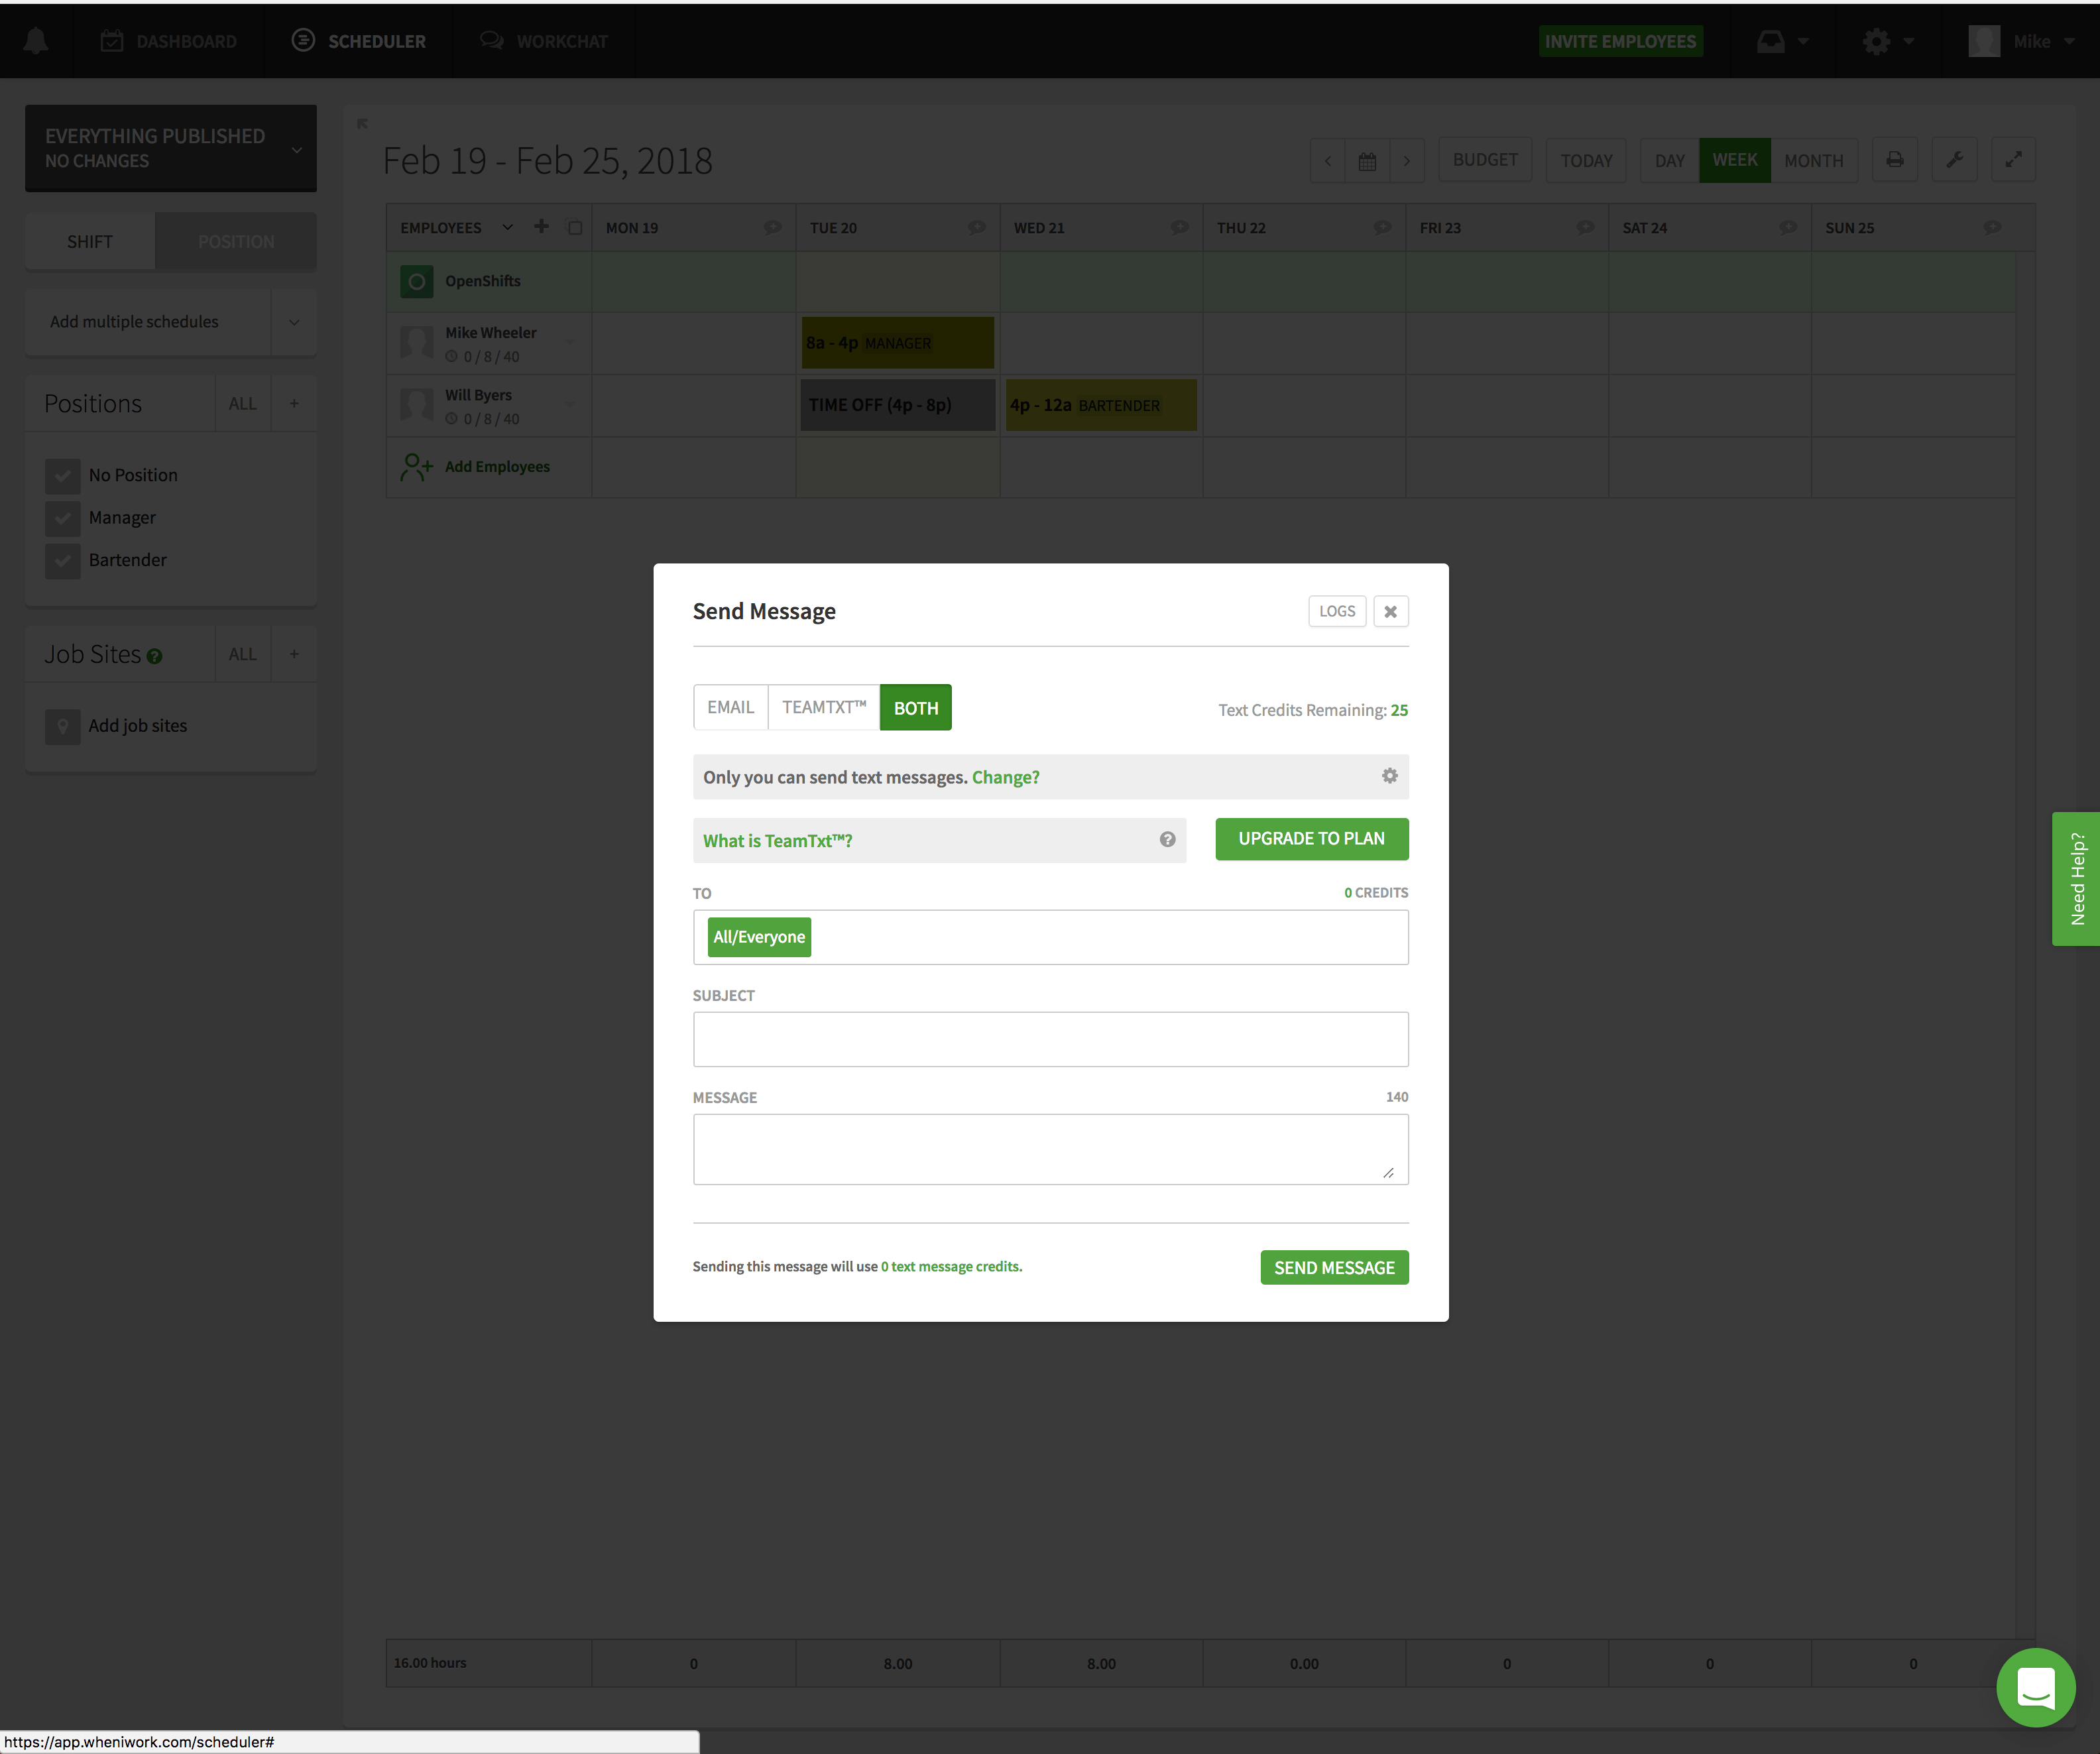 DASHBOARD
SCHEDULER
WORKCHAT
INVITE EMPLOYEES
Mike
EVERYTHING PUBLISHED
NO CHANGES
SHIFT
POSITION
Add multiple schedules
Positions
ALL
+
No Position
Manager
Bartender
Job Sites ?
ALL
+
Add job sites
Feb 19 - Feb 25, 2018
BUDGET
TODAY
DAY
WEEK
MONTH
EMPLOYEES
MON 19
TUE 20
WED 21
THU 22
FRI 23
SAT 24
SUN 25
OpenShifts
Mike Wheeler
0 / 8 / 40
8a - 4p MANAGER
Will Byers
0 / 8 / 40
TIME OFF (4p - 8p)
4p - 12a BARTENDER
Add Employees
Send Message
LOGS
EMAIL
TEAMTXT™
BOTH
Text Credits Remaining: 25
Only you can send text messages. Change?
What is TeamTxt™?
?
UPGRADE TO PLAN
TO
0 CREDITS
All/Everyone
SUBJECT
MESSAGE
140
Sending this message will use 0 text message credits.
SEND MESSAGE
Need Help?
16.00 hours
0
8.00
8.00
0.00
0
0
0
https://app.wheniwork.com/scheduler#